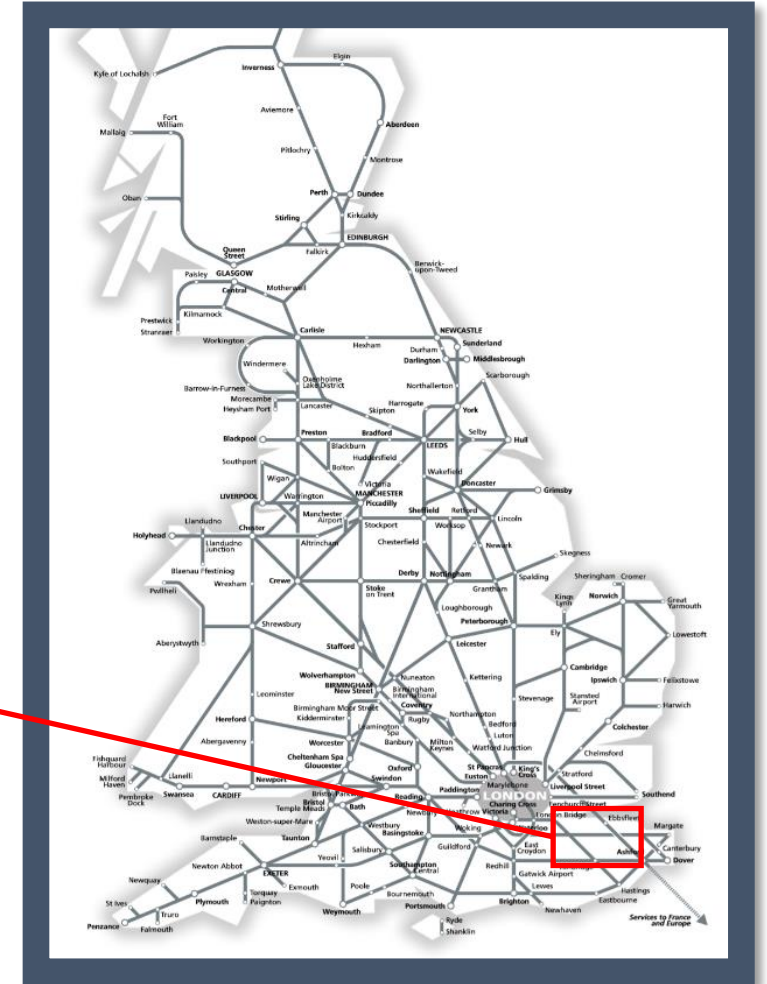 Elgin
Inverness
Kyle of Lochalsh
Aviemore
Fort
William
Mallaig
Aberdeen
Pitlochry
Montrose
Perth
Dundee
Oban
Stirling
Kirkcaldy
EDINBURGH
Queen
Street
Falkirk
Berwick-
upon-Tweed
Paisley
GLASGOW
Central
Motherwell
Prestwick
Kilmarnock
Stranraer
Carlisle
NEWCASTLE
Workington
Hexham
Durham
Sunderland
Darlington
Middlesbrough
Windermere
Scarborough
Oxenholme
Lake District
Northallerton
Barrow-in-Furness
Morecambe
Heysham Port
Lancaster
Harrogate
York
Skipton
Preston
Bradford
Selby
Blackpool
Blackburn
LEEDS
Hull
Huddersfield
Southport
Bolton
Wakefield
Wigan
Victoria
Doncaster
MANCHESTER
Piccadilly
Grimsby
LIVERPOOL
Warrington
Manchester
Airport
Sheffield
Retford
Lincoln
Llandudno
Stockport
Worksop
Holyhead
Chester
Llandudno
Junction
Altrincham
Chesterfield
Newark
Skegness
Blaenau Ffestiniog
Derby
Nottingham
Spalding
Sheringham
Cromer
Wrexham
Crewe
Stoke
on Trent
Grantham
Pwllheli
Kings
Lynn
Norwich
Great
Yarmouth
Loughborough
Shrewsbury
Peterborough
Ely
Lowestoft
Aberystwyth
Stafford
Leicester
Cambridge
Wolverhampton
Nuneaton
Kettering
Ipswich
Felixstowe
BIRMINGHAM
New Street
Birmingham
International
Stansted
Airport
Leominster
Stevenage
Harwich
Birmingham Moor Street
Coventry
Kidderminster
Rugby
Northampton
Hereford
Leamington
Spa
Bedford
Colchester
Worcester
Banbury
Milton
Keynes
Luton
Abergavenny
Watford Junction
Chelmsford
Cheltenham Spa
Gloucester
Fishguard
Harbour
Oxford
St Pancras
King's
Cross
Euston
Stratford
Milford
Haven
Llanelli
Newport
Swindon
Marylebone
Liverpool Street
Paddington
LONDON
Southend
Pembroke
Dock
Swansea
CARDIFF
Bristol
Temple Meads
Reading
Fenchurch Street
Bath
Charing Cross
Victoria
London Bridge
Ebbsfleet
Weston-super-Mare
Westbury
Basingstoke
Woking
Waterloo
Margate
Barnstaple
Taunton
Salisbury
Guildford
East
Croydon
Canterbury
Yeovil
Southampton
Central
Redhill
Ashford
Dover
Newton Abbot
EXETER
Gatwick Airport
Newquay
Exmouth
Poole
Lewes
Hastings
Torquay
Paignton
Bournemouth
Eastbourne
St Ives
Plymouth
Portsmouth
Brighton
Truro
Weymouth
Newhaven
Penzance
Falmouth
Ryde
Shanklin
Services to France
and Europe